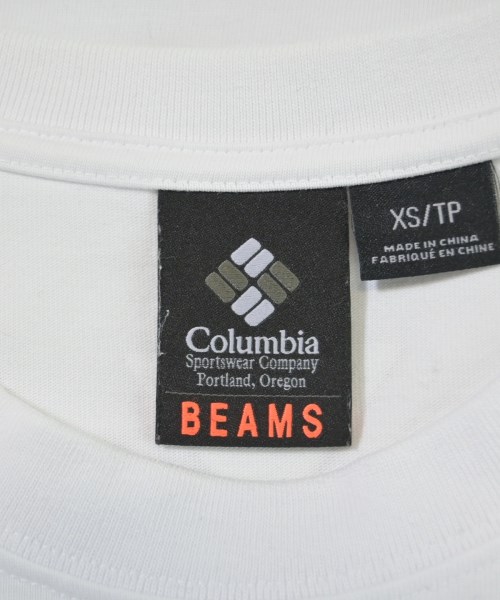 Columbia
Sportswear Company
Portland, Oregon
BEAMS
XS/TP
MADE IN CHINA
FABRIQUÉ EN CHINE